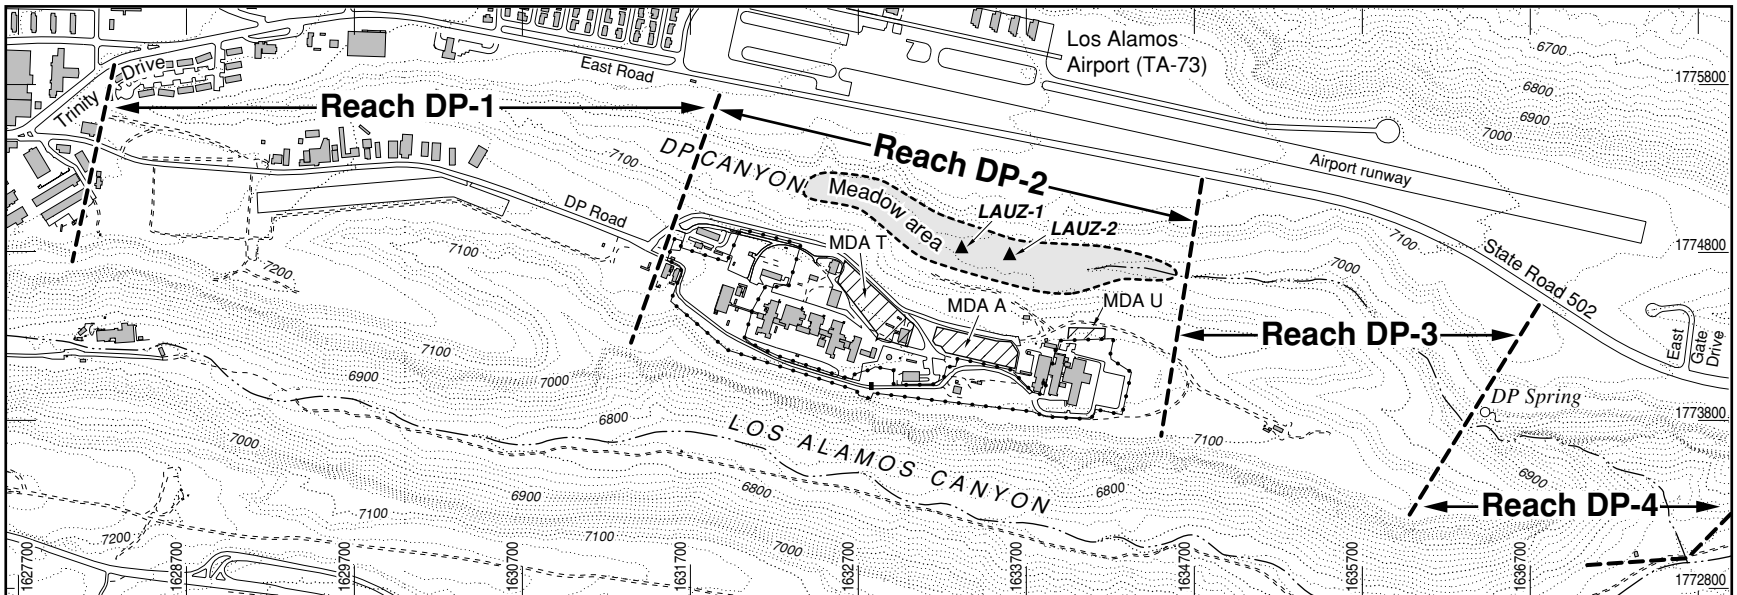 Los Alamos
Airport (TA-73)
6700
1775800
6800
6900
7000
Trinity Drive
East Road
Reach DP-1
Reach DP-2
Airport runway
7100
DP CANYON
Meadow area
LAUZ-1
LAUZ-2
DP Road
MDA T
7100
1774800
State Road 502
7100
7200
7000
MDA A
MDA U
Reach DP-3
East
Gate
Drive
7100
6900
7000
6800
DP Spring
1773800
7000
LOS ALAMOS CANYON
7100
6900
6900
6800
6800
Reach DP-4
7100
7200
7100
7000
1627700
1628700
1629700
1630700
1631700
1632700
1633700
1634700
1635700
1636700
1772800